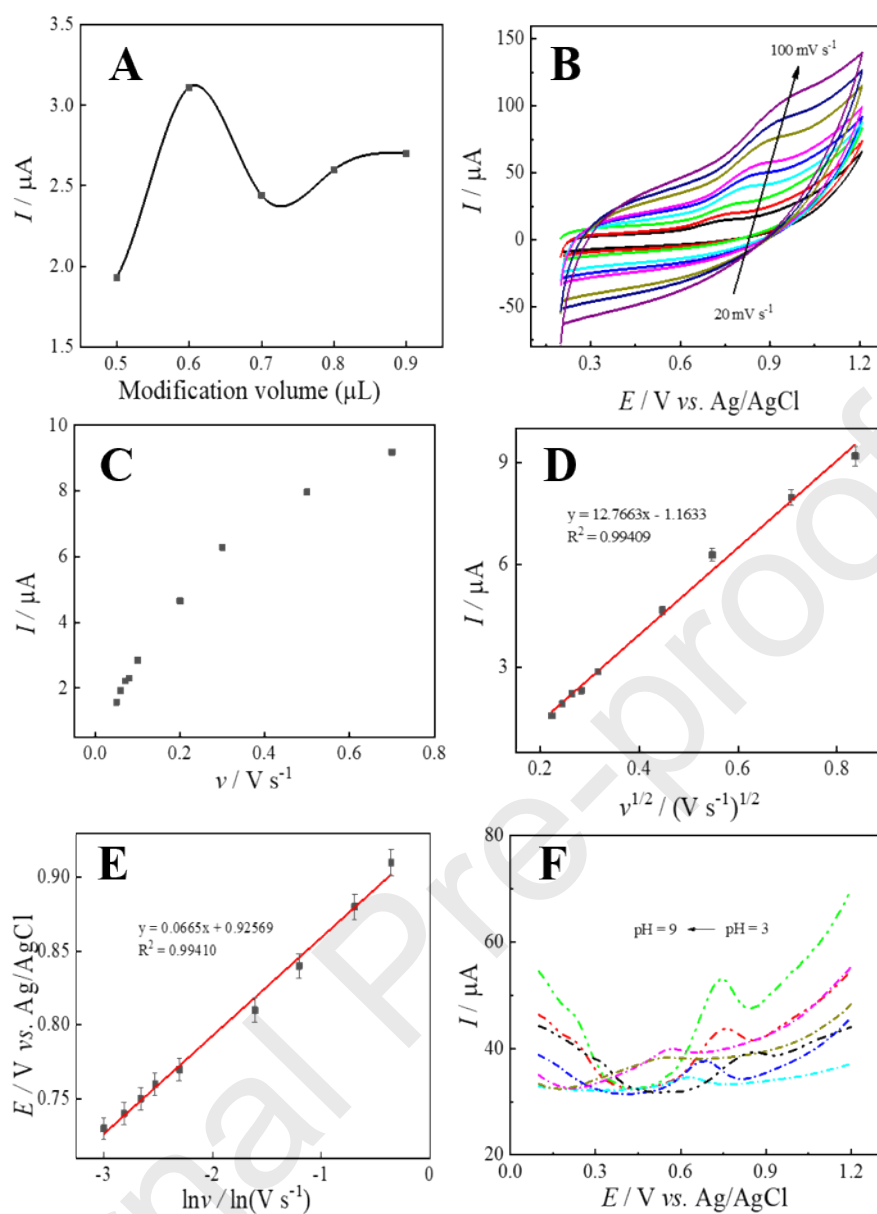 A
3.5
3.0
2.5
2.0
1.5
I / μA
0.5 0.6 0.7 0.8 0.9
Modification volume (μL)
B
150
100
50
0
-50
I / μA
100 mV s⁻¹
20 mV s⁻¹
0.3 0.6 0.9 1.2
E / V vs. Ag/AgCl
C
10
8
6
4
2
I / μA
0.0 0.2 0.4 0.6 0.8
v / V s⁻¹
D
9
6
3
I / μA
y = 12.7663x - 1.1633
R² = 0.99409
0.2 0.4 0.6 0.8
v¹ᐟ² / (V s⁻¹)¹ᐟ²
E
0.90
0.85
0.80
0.75
E / V vs. Ag/AgCl
y = 0.0665x + 0.92569
R² = 0.99410
-3 -2 -1 0
lnv / ln(V s⁻¹)
F
80
60
40
20
I / μA
pH = 9 ← pH = 3
0.0 0.3 0.6 0.9 1.2
E / V vs. Ag/AgCl
rnal Pre-proof